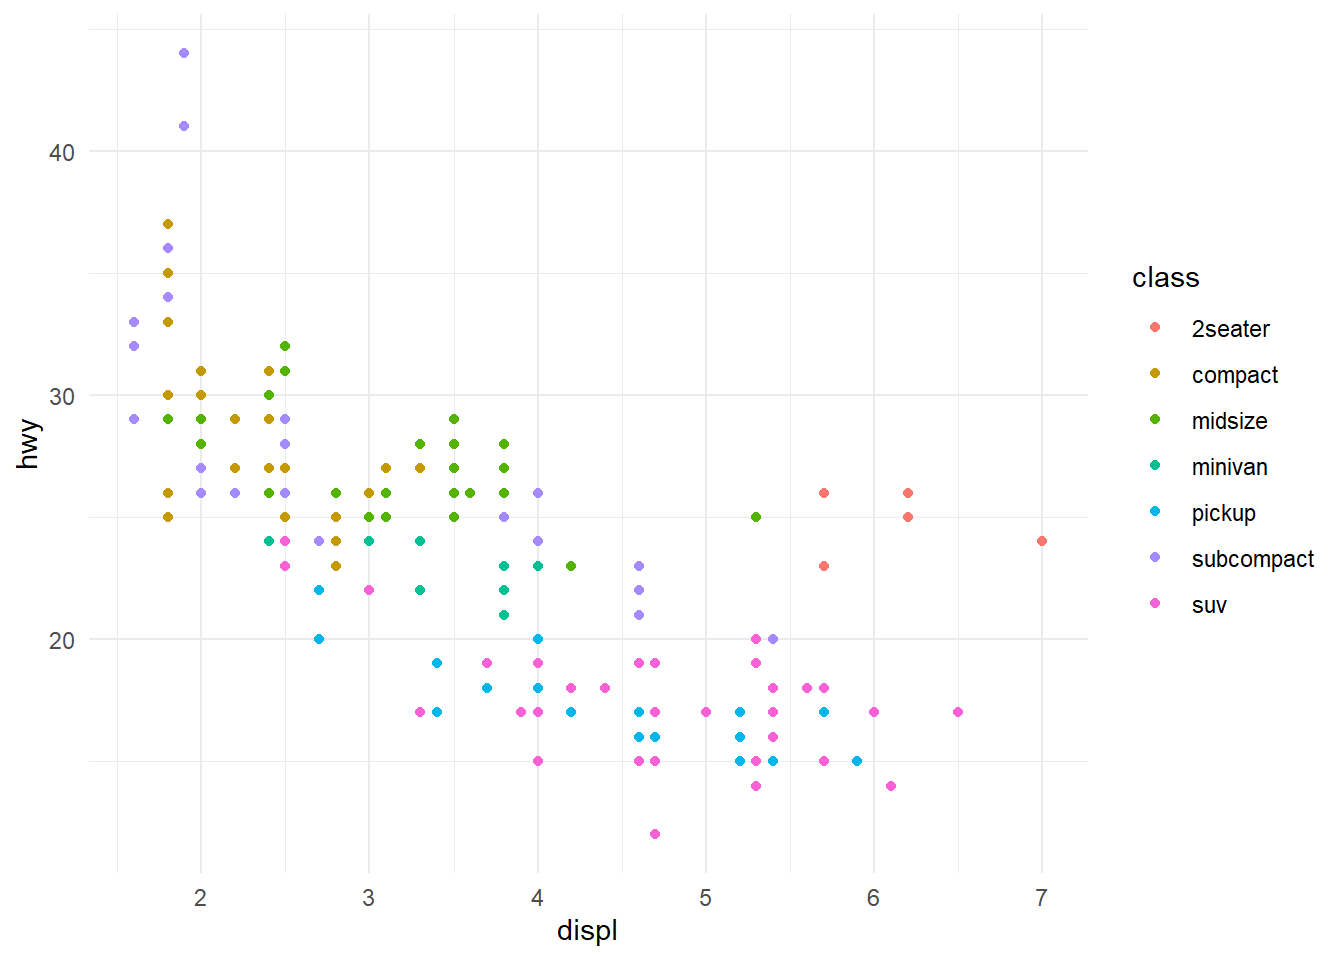 hwy
40
30
20
2 3 4 5 6 7
displ
class
2seater
compact
midsize
minivan
pickup
subcompact
suv